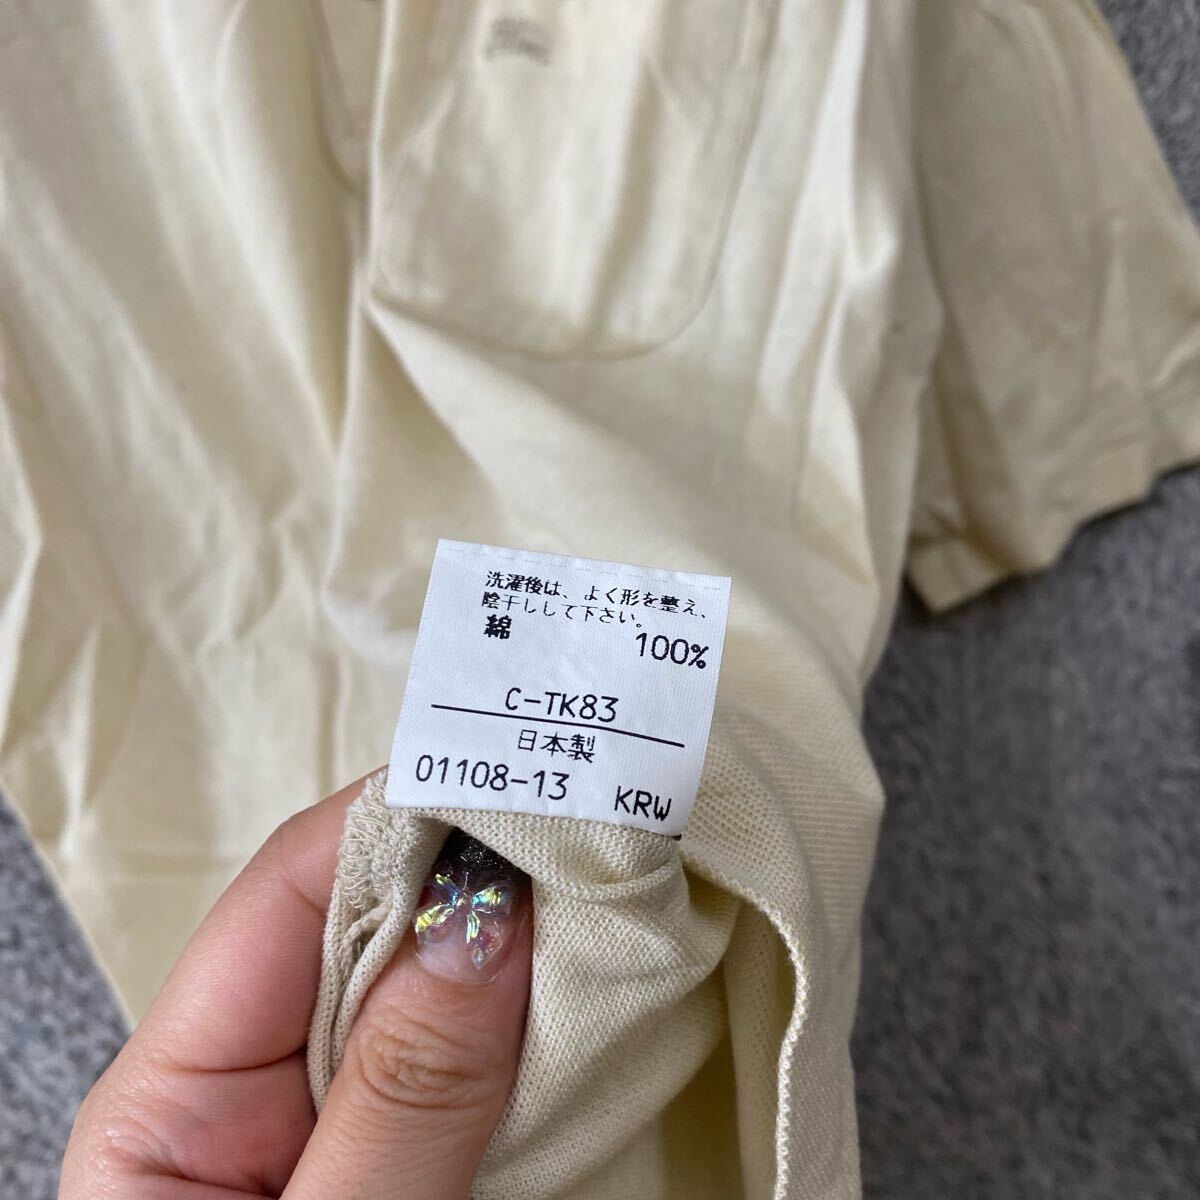 洗濯後は、よく形を整え、
陰干しして下さい。
綿 100%
C-TK83
日本製
01108-13 KRW